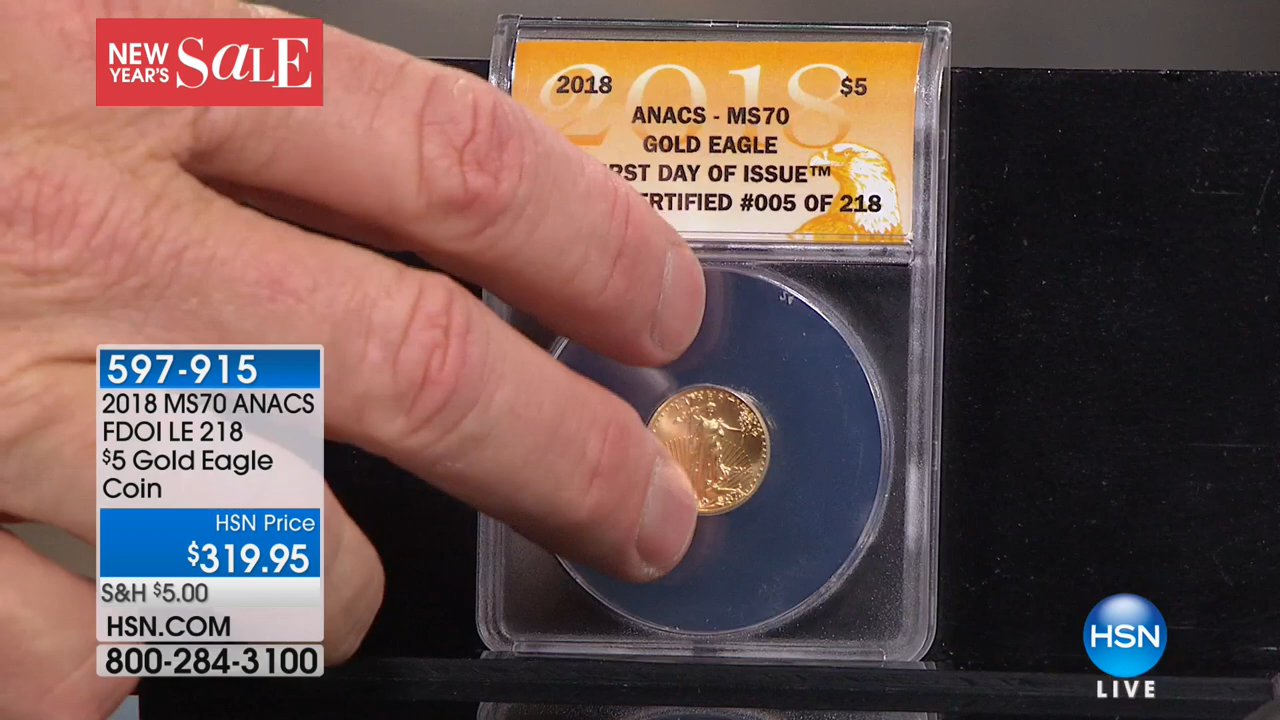 NEW
YEAR'S
SALE
2018
2018 $5
ANACS - MS70
GOLD EAGLE
RST DAY OF ISSUE™
RTIFIED #005 OF 218
597-915
2018 MS70 ANACS
FDOI LE 218
$5 Gold Eagle
Coin
HSN Price
$319.95
S&H $5.00
HSN.COM
800-284-3100
HSN
LIVE